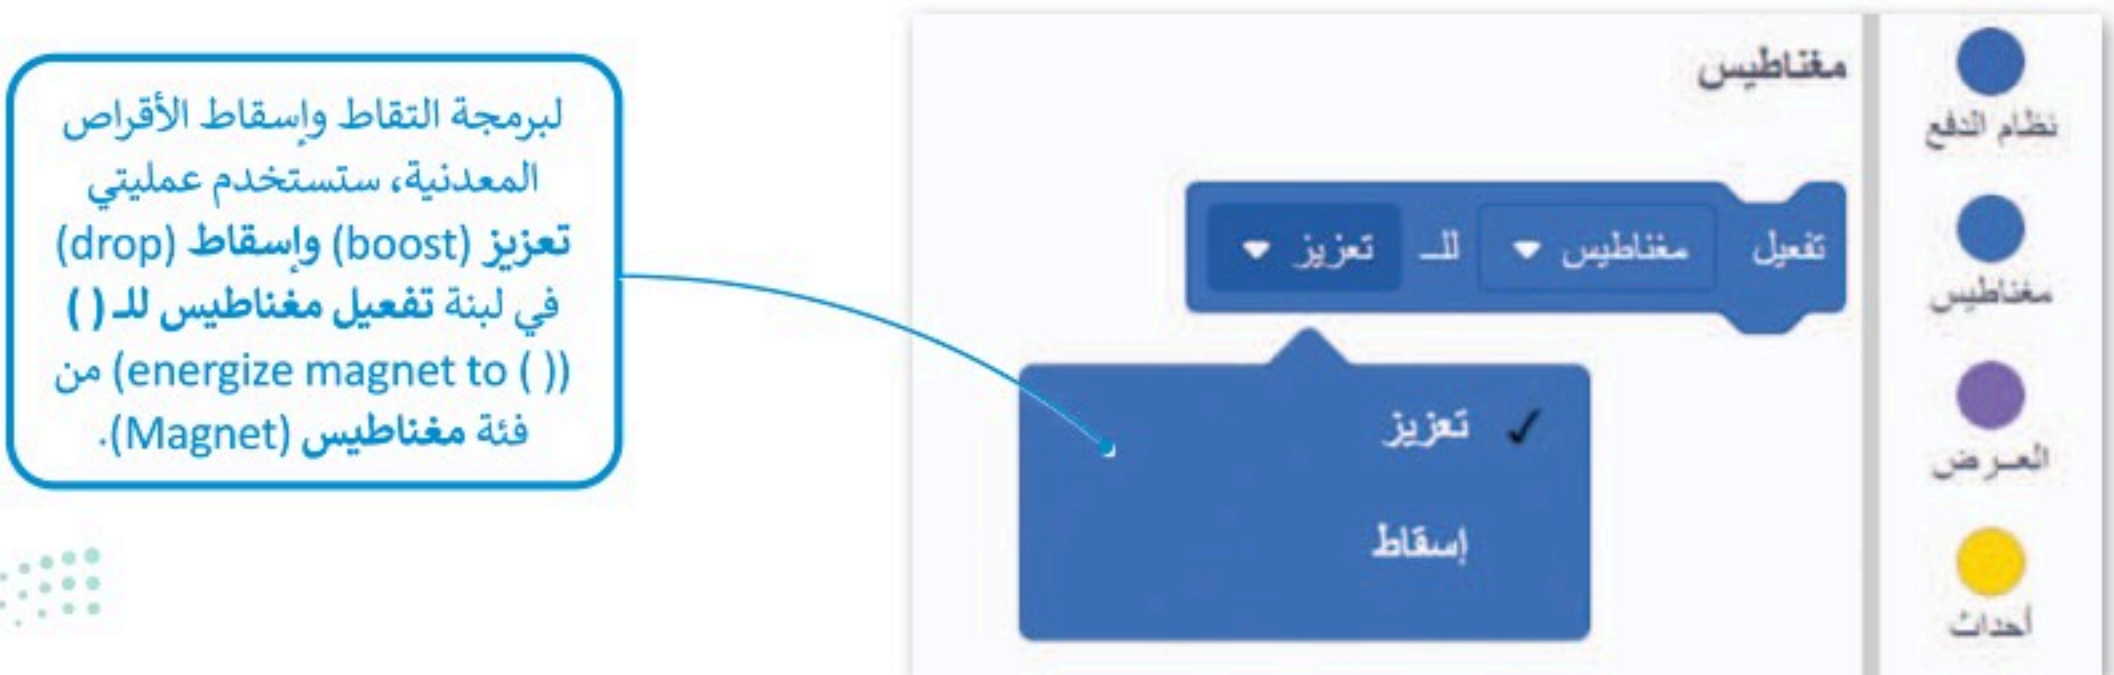 مغناطيس
نظام الدفع
مغناطيس
العرض
أحداث
تفعيل مغناطيس للـ تعزيز
تعزيز
إسقاط
لبرمجة التقاط وإسقاط الأقراص
المعدنية، ستستخدم عمليتي
تعزيز (boost) وإسقاط (drop)
في لبنة تفعيل مغناطيس للـ ( )
(energize magnet to ( )) من
فئة مغناطيس (Magnet).